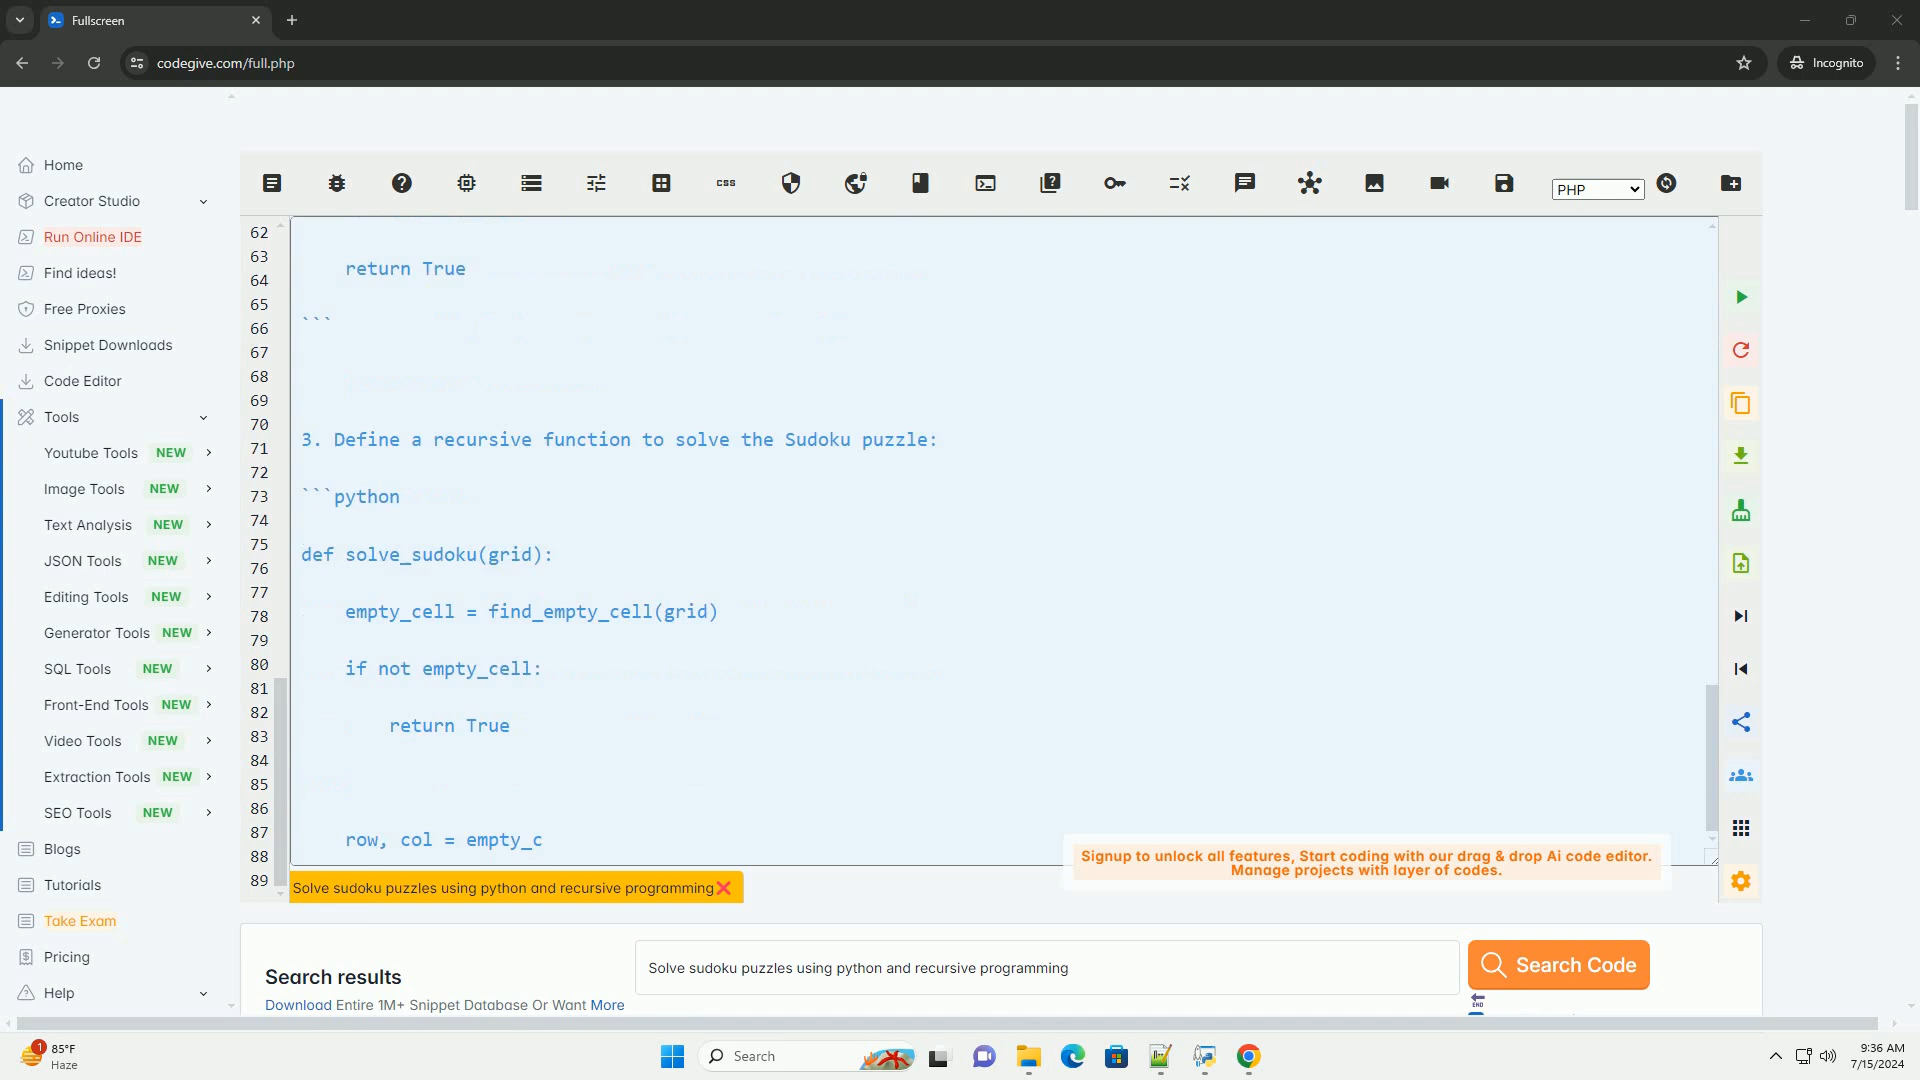 Fullscreen
codegive.com/full.php
Incognito
Home
Creator Studio
Run Online IDE
Find ideas!
Free Proxies
Snippet Downloads
Code Editor
Tools
Youtube Tools NEW
Image Tools NEW
Text Analysis NEW
JSON Tools NEW
Editing Tools NEW
Generator Tools NEW
SQL Tools NEW
Front-End Tools NEW
Video Tools NEW
Extraction Tools NEW
SEO Tools NEW
Blogs
Tutorials
Take Exam
Pricing
Help
css
PHP
62
63
64
65
66
67
68
69
70
71
72
73
74
75
76
77
78
79
80
81
82
83
84
85
86
87
88
89
return True
```
3. Define a recursive function to solve the Sudoku puzzle:
```python
def solve_sudoku(grid):
empty_cell = find_empty_cell(grid)
if not empty_cell:
return True
row, col = empty_c
Signup to unlock all features, Start coding with our drag & drop Ai code editor.
Manage projects with layer of codes.
Solve sudoku puzzles using python and recursive programming
Search results
Solve sudoku puzzles using python and recursive programming
Search Code
Download Entire 1M+ Snippet Database Or Want More
END
1
85°F
Haze
Search
9:36 AM
7/15/2024